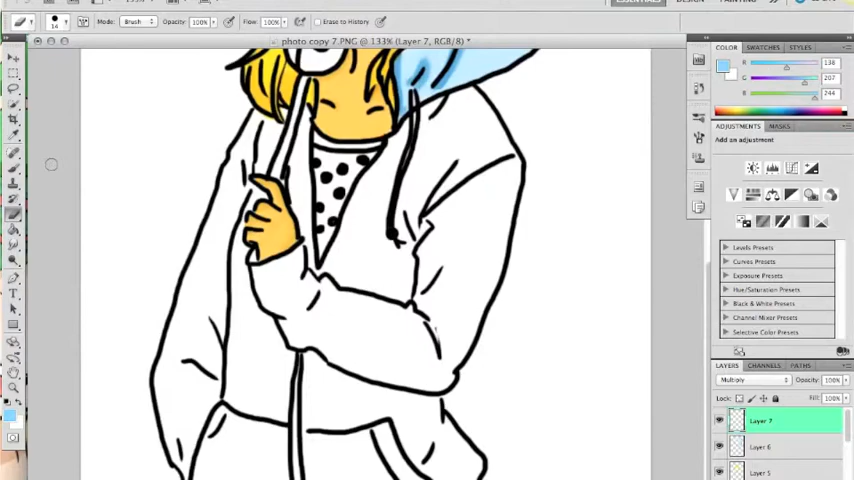 ESSENTIALS DESIGN PAINTING
14 Mode: Brush Opacity: 100% Flow: 100% Erase to History
photo copy 7.PNG @ 133% (Layer 7, RGB/8) *
COLOR SWATCHES STYLES
138
207
244
ADJUSTMENTS MASKS
Add an adjustment
Levels Presets
Curves Presets
Exposure Presets
Hue/Saturation Presets
Black & White Presets
Channel Mixer Presets
Selective Color Presets
LAYERS CHANNELS PATHS
Multiply Opacity: 100%
Lock: Fill: 100%
Layer 7
Layer 6
Layer 5